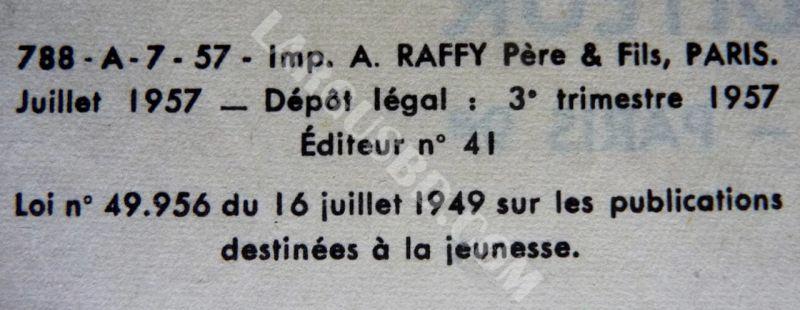 788-A-7-57 - Imp. A. RAFFY Père & Fils, PARIS.
Juillet 1957 — Dépôt légal : 3e trimestre 1957
Éditeur n° 41
Loi n° 49.956 du 16 juillet 1949 sur les publications
destinées à la jeunesse.